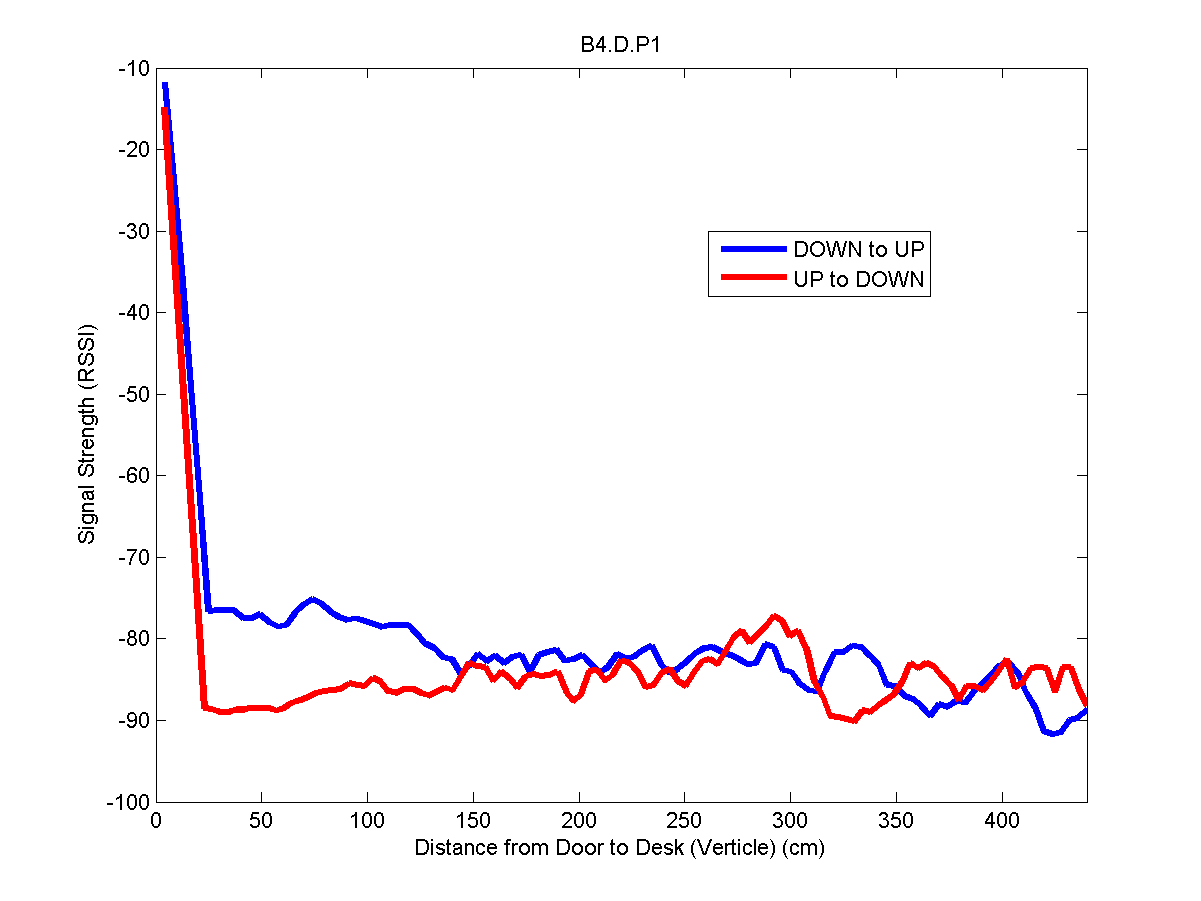 B4.D.P1
-10
-20
-30
-40
-50
-60
-70
-80
-90
-100
Signal Strength (RSSI)
DOWN to UP
UP to DOWN
0 50 100 150 200 250 300 350 400
Distance from Door to Desk (Verticle) (cm)